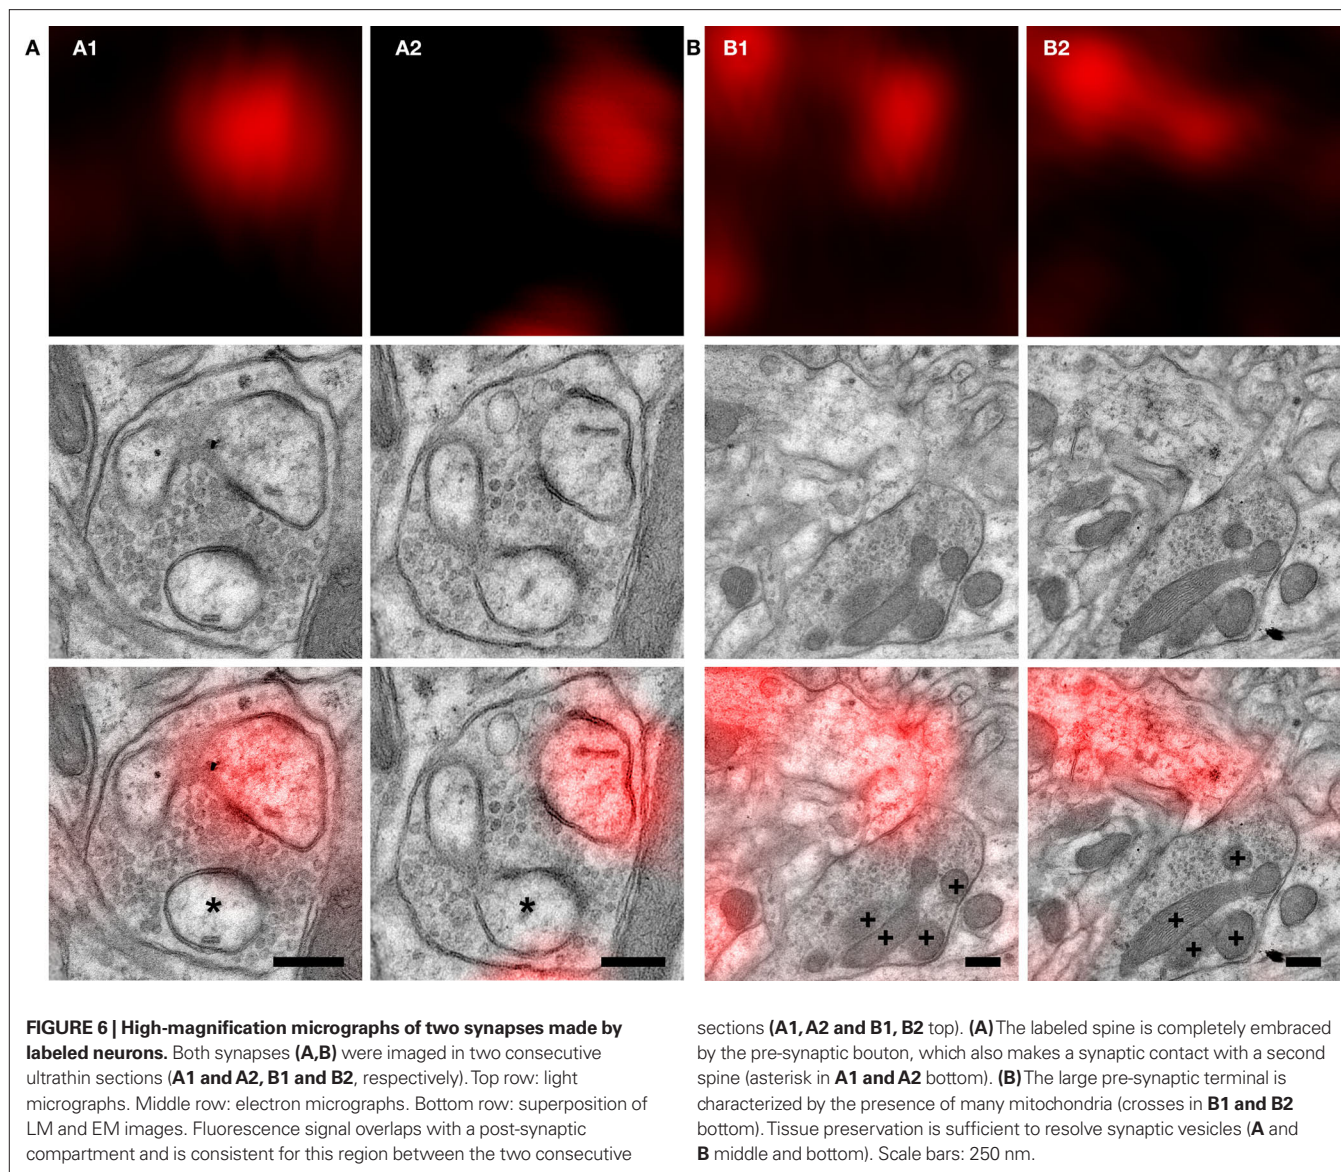 A
A1
A2
B
B1
B2
*
*
+
+
+
+
+
+
+
+
FIGURE 6 | High-magnification micrographs of two synapses made by
labeled neurons. Both synapses (A,B) were imaged in two consecutive
ultrathin sections (A1 and A2, B1 and B2, respectively). Top row: light
micrographs. Middle row: electron micrographs. Bottom row: superposition of
LM and EM images. Fluorescence signal overlaps with a post-synaptic
compartment and is consistent for this region between the two consecutive
sections (A1, A2 and B1, B2 top). (A) The labeled spine is completely embraced
by the pre-synaptic bouton, which also makes a synaptic contact with a second
spine (asterisk in A1 and A2 bottom). (B) The large pre-synaptic terminal is
characterized by the presence of many mitochondria (crosses in B1 and B2
bottom). Tissue preservation is sufficient to resolve synaptic vesicles (A and
B middle and bottom). Scale bars: 250 nm.